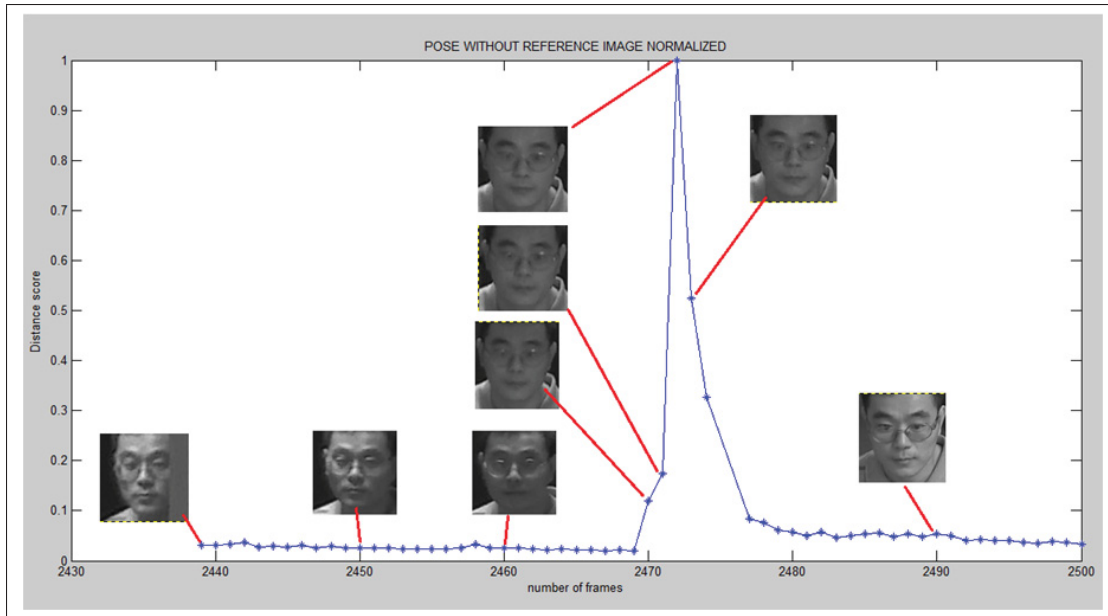 POSE WITHOUT REFERENCE IMAGE NORMALIZED
1
0.9
0.8
0.7
0.6
0.5
0.4
0.3
0.2
0.1
0
Distance score
2430 2440 2450 2460 2470 2480 2490 2500
number of frames